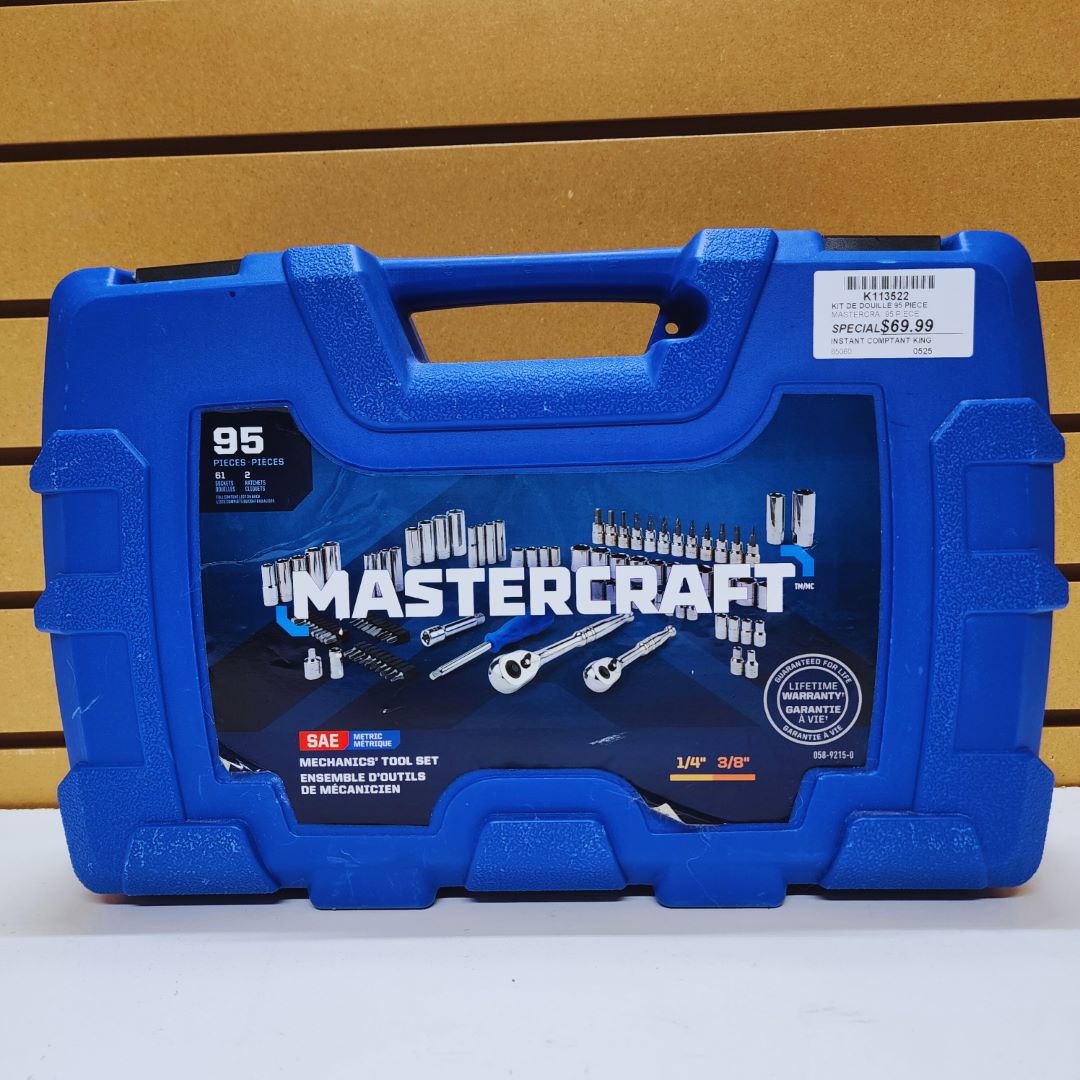 K113522
KIT DE DOUILLE 95 PIECE
MASTERCRA. 95 PIECE
SPECIAL $69.99
INSTANT COMPTANT KING
85060 0525
95
PIECES · PIÈCES
61 2
SOCKETS RATCHETS
DOUILLES CLIQUETS
MASTERCRAFT
TM/MC
GUARANTEED FOR LIFE
LIFETIME
WARRANTY†
GARANTIE
À VIE†
GARANTIE À VIE
058-9215-0
SAE METRIC
MÉTRIQUE
MECHANICS' TOOL SET
ENSEMBLE D'OUTILS
DE MÉCANICIEN
1/4" 3/8"